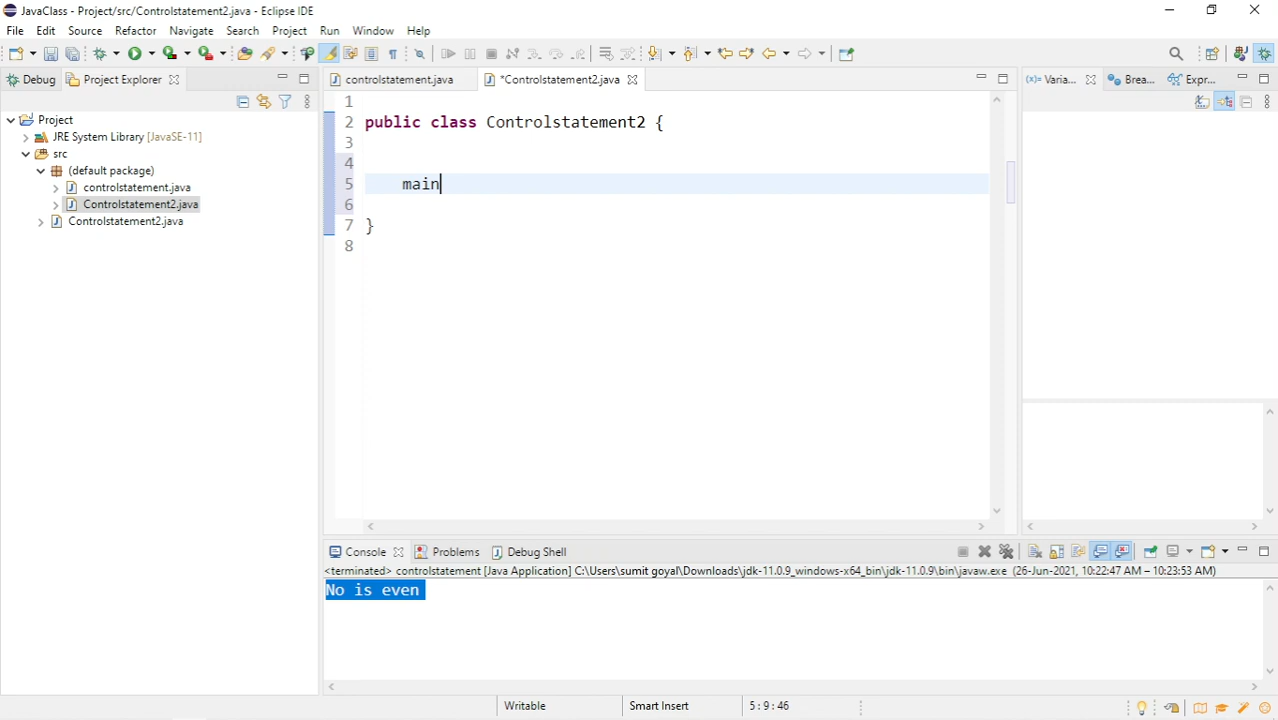 JavaClass - Project/src/Controlstatement2.java - Eclipse IDE
File Edit Source Refactor Navigate Search Project Run Window Help
Debug Project Explorer
controlstatement.java *Controlstatement2.java
(x)= Varia... Brea... Expr...
Project
JRE System Library [JavaSE-11]
src
(default package)
controlstatement.java
Controlstatement2.java
Controlstatement2.java
1
2 public class Controlstatement2 {
3
4
5 main
6
7 }
8
Console Problems Debug Shell
<terminated> controlstatement [Java Application] C:\Users\sumit goyal\Downloads\jdk-11.0.9_windows-x64_bin\jdk-11.0.9\bin\javaw.exe (26-Jun-2021, 10:22:47 AM – 10:23:53 AM)
No is even
Writable Smart Insert 5 : 9 : 46